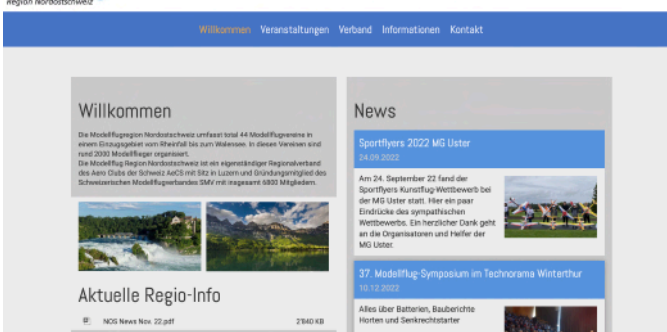 Region Nordostschweiz
Willkommen Veranstaltungen Verband Informationen Kontakt
Willkommen
Die Modellflugregion Nordostschweiz umfasst total 44 Modellflugvereine in
einem Einzugsgebiet vom Rheinfall bis zum Walensee. In diesen Vereinen sind
rund 2000 Modellflieger organisiert.
Die Modellflug Region Nordostschweiz ist ein eigenständiger Regionalverband
des Aero Clubs der Schweiz AeCS mit Sitz in Luzern und Gründungsmitglied des
Schweizerischen Modellflugverbandes SMV mit insgesamt 6800 Mitgliedern.
Aktuelle Regio-Info
NOS News Nov. 22.pdf 2'840 KB
News
Sportflyers 2022 MG Uster
24.09.2022
Am 24. September 22 fand der
Sportflyers Kunstflug-Wettbewerb bei
der MG Uster statt. Hier ein paar
Eindrücke des sympathischen
Wettbewerbs. Ein herzlicher Dank geht
an die Organisatoren und Helfer der
MG Uster.
37. Modellflug-Symposium im Technorama Winterthur
10.12.2022
Alles über Batterien, Bauberichte
Horten und Senkrechtstarter